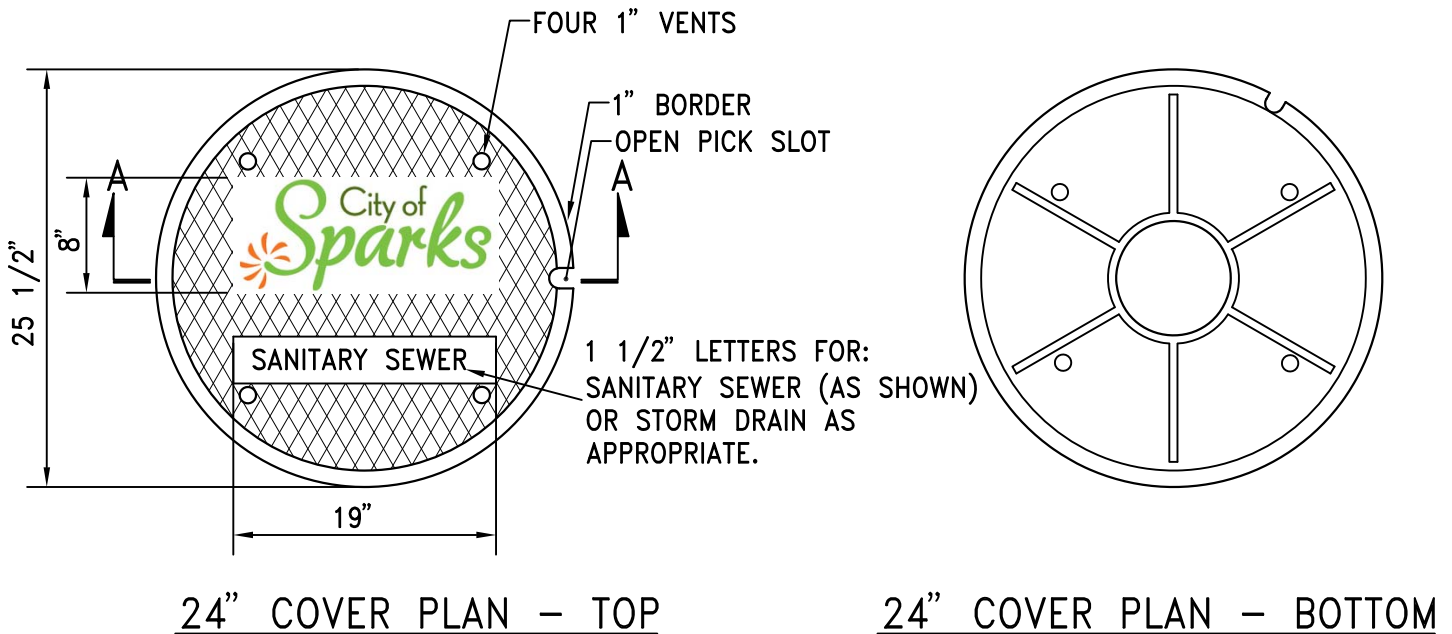 FOUR 1” VENTS
1” BORDER
OPEN PICK SLOT
A
A
25 1/2”
8”
City of
Sparks
SANITARY SEWER
1 1/2” LETTERS FOR:
SANITARY SEWER (AS SHOWN)
OR STORM DRAIN AS
APPROPRIATE.
19”
24” COVER PLAN – TOP
24” COVER PLAN – BOTTOM